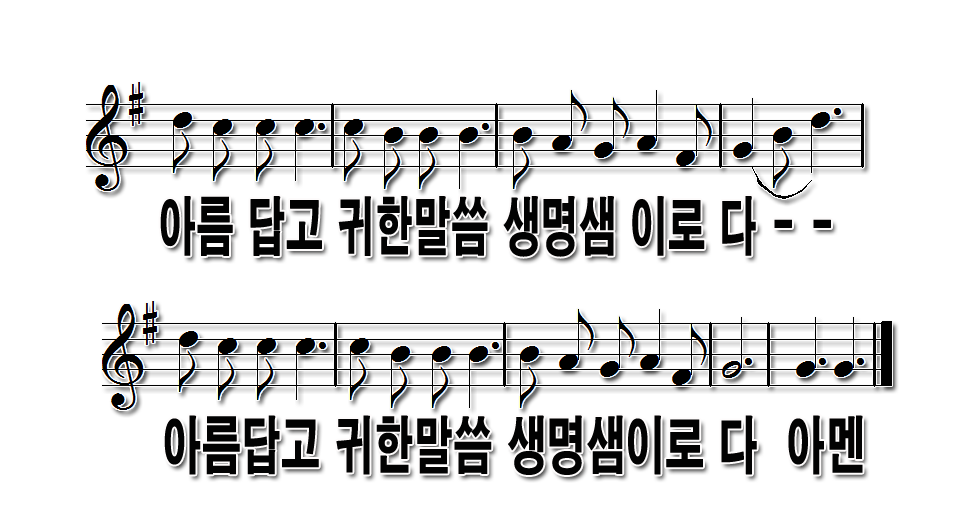 아름 답고 귀한말씀 생명샘 이로 다 - -
아름답고 귀한말씀 생명샘이로 다 아멘